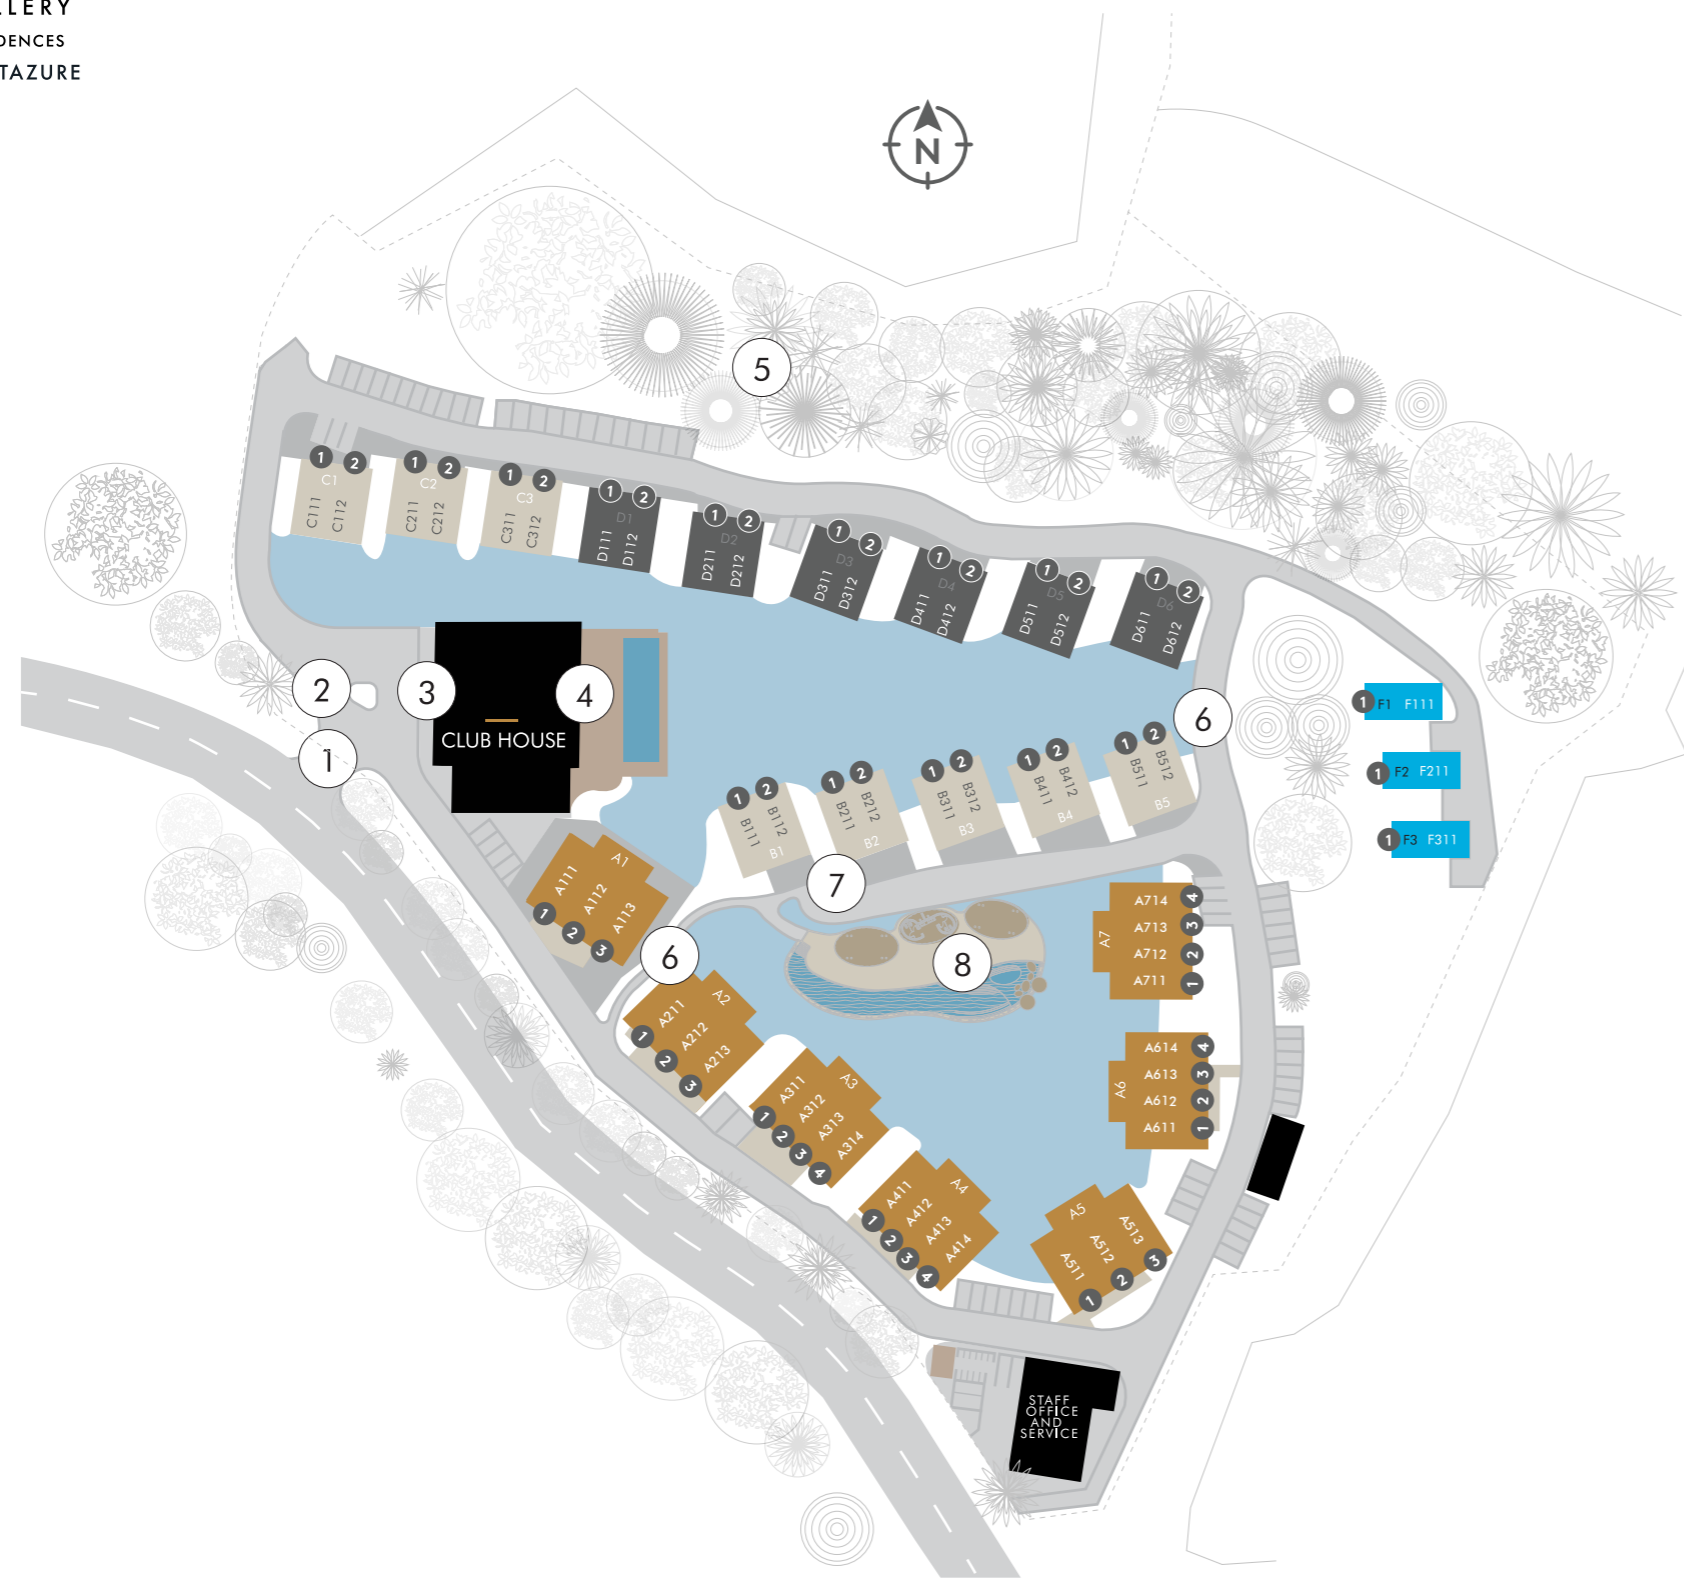 LLERY
DENCES
TAZURE
N
5
1 2
C1
C111
C112
1 2
C2
C211
C212
1 2
C3
C311
C312
1 2
D1
D111
D112
1 2
D2
D211
D212
1 2
D3
D311
D312
1 2
D4
D411
D412
1 2
D5
D511
D512
1 2
D6
D611
D612
2
3
4
CLUB HOUSE
1
6
1 F1 F111
1 F2 F211
1 F3 F311
1 2
B111
B112
B1
1 2
B211
B212
B2
1 2
B311
B312
B3
1 2
B411
B412
B4
1 2
B511
B512
B5
7
A1
A111
A112
A113
1 2 3
6
8
A2
A211
A212
A213
1 2 3
A3
A311
A312
A313
A314
1 2 3 4
A4
A411
A412
A413
A414
1 2 3 4
A5
A511
A512
A513
1 2 3
A7
A714 4
A713 3
A712 2
A711 1
A6
A614 4
A613 3
A612 2
A611 1
STAFF
OFFICE
AND
SERVICE